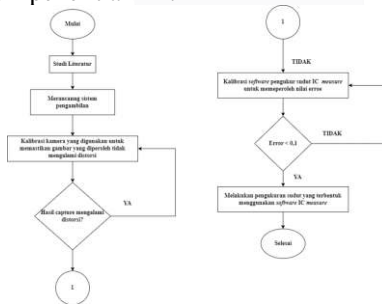 Mulai
Studi Literatur
Merancang sistem
pengambilan
Kalibrasi kamera yang digunakan untuk
memastikan gambar yang diperoleh tidak
mengalami distorsi
YA
Hasil capture mengalami
distorsi?
1
1
TIDAK
Kalibrasi software pengukur sudut IC measure
untuk memperoleh nilai error
TIDAK
Error < 0.1
YA
Melakukan pengukuran sudur yang terbentuk
menggunakan software IC measure
Selesai